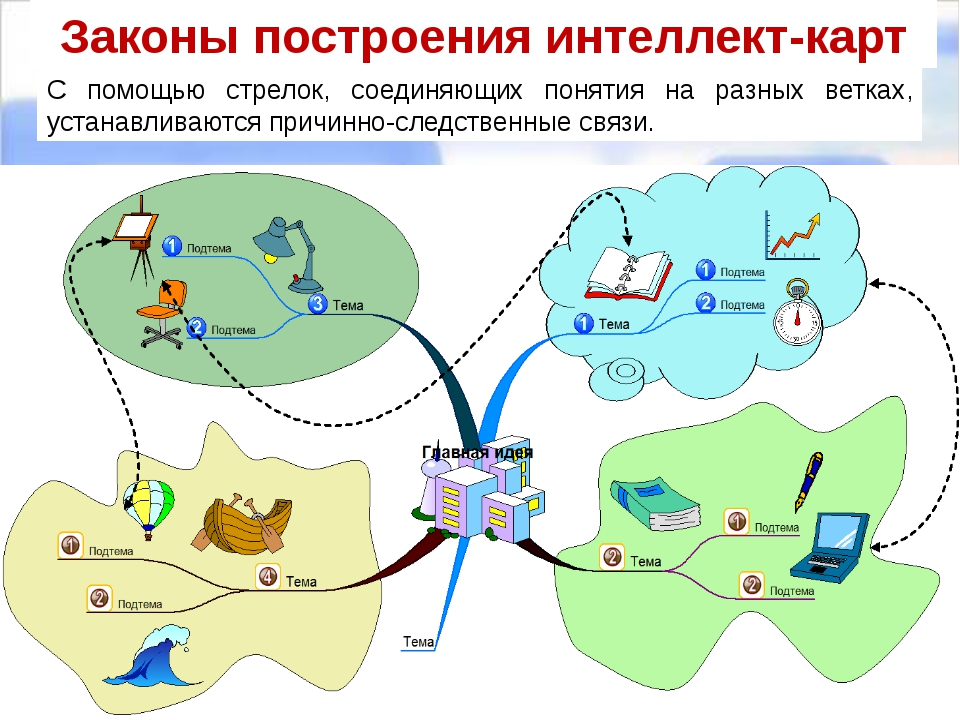 Законы построения интеллект-карт
С помощью стрелок, соединяющих понятия на разных ветках,
устанавливаются причинно-следственные связи.
1 Подтема
3 Тема
2 Подтема
1 Подтема
2 Подтема
1 Тема
Главная идея
1 Подтема
4 Тема
2 Подтема
1 Подтема
2 Тема
2 Подтема
Тема